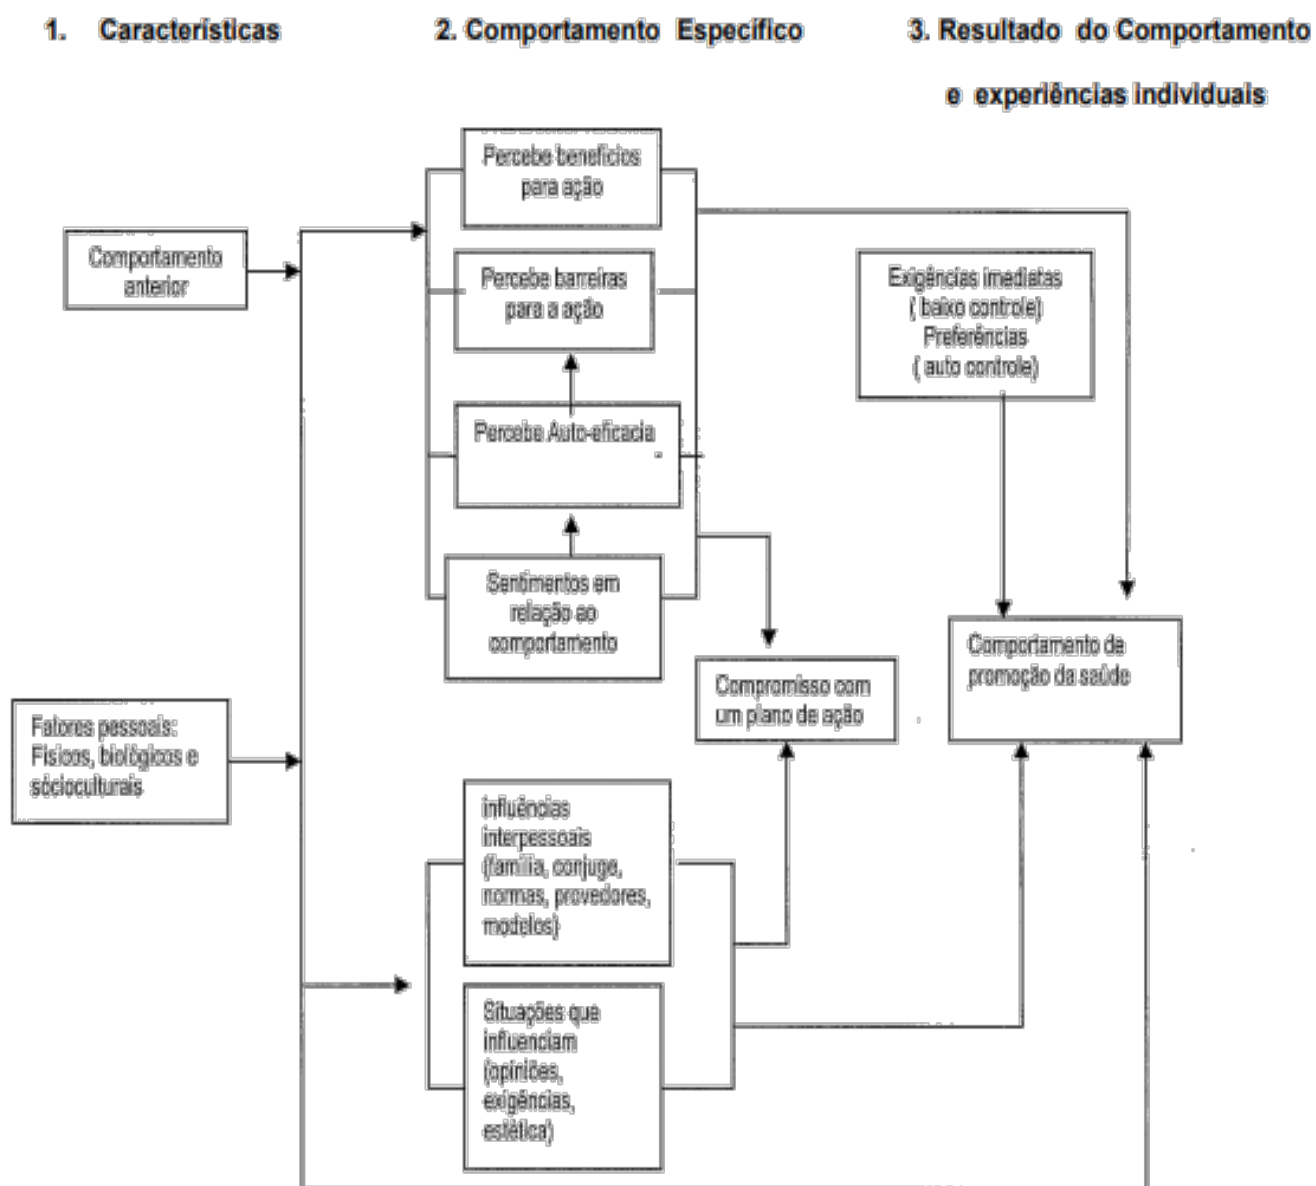 1. Características
2. Comportamento Específico
3. Resultado do Comportamento
e experiências individuais
Percebe benefícios
para ação
Comportamento
anterior
Percebe barreiras
para a ação
Exigências imediatas
( baixo controle)
Preferências
( auto controle)
Percebe Auto-eficacia
Sentimentos em
relação ao
comportamento
Comportamento de
promoção da saúde
Compromisso com
um plano de ação
Fatores pessoais:
Físicos, biológicos e
sócioculturais
influências
interpessoais
(família, conjuge,
normas, provedores,
modelos)
Situações que
influenciam
(opiniões,
exigências,
estética)